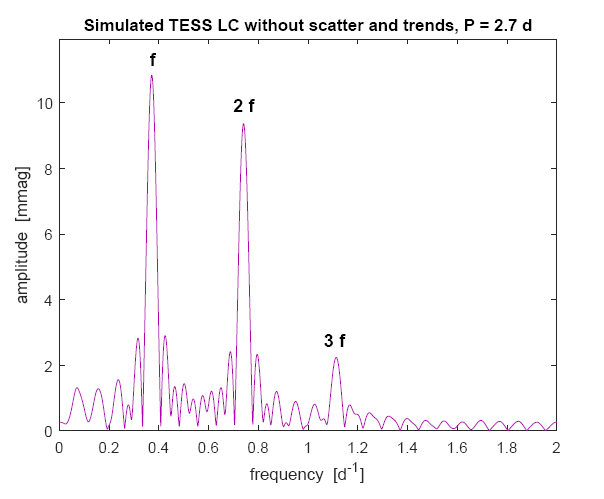 Simulated TESS LC without scatter and trends, P = 2.7 d
f
2 f
3 f
10
8
6
4
2
0
amplitude [mmag]
0 0.2 0.4 0.6 0.8 1 1.2 1.4 1.6 1.8 2
frequency [d⁻¹]